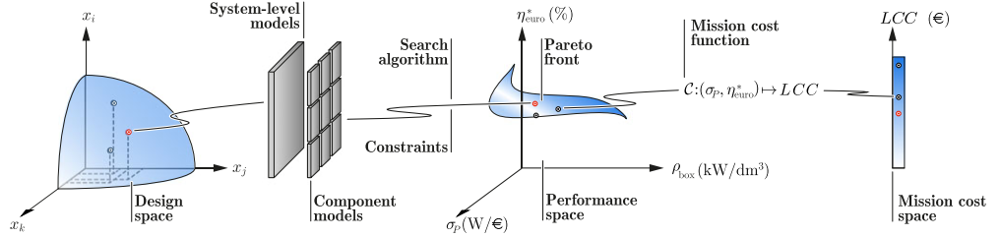 x_i
x_j
x_k
Design
space
System-level
models
Component
models
Search
algorithm
Constraints
η*_euro (%)
Pareto
front
ρ_box (kW/dm³)
σ_P (W/€)
Performance
space
Mission cost
function
C:(σ_P, η*_euro) ↦ LCC
LCC (€)
Mission cost
space